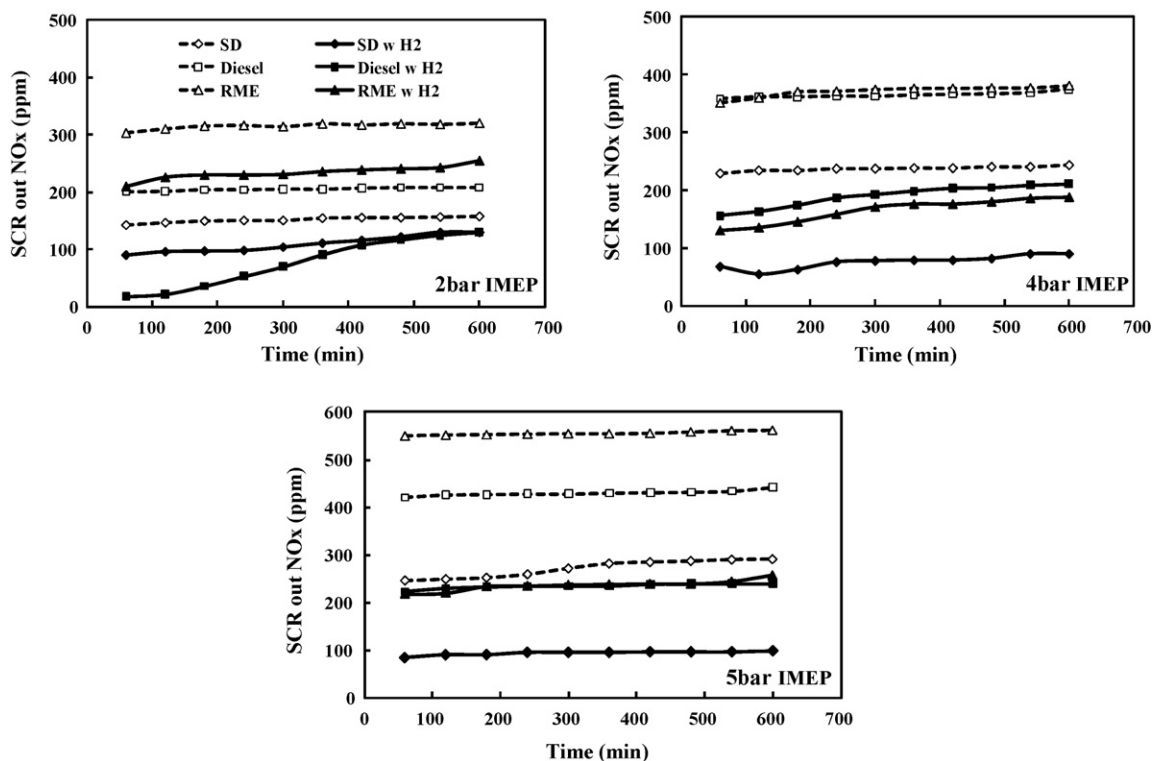 500
400
300
200
100
0
SCR out NOx (ppm)
SD
SD w H2
Diesel
Diesel w H2
RME
RME w H2
2bar IMEP
0 100 200 300 400 500 600 700
Time (min)
500
400
300
200
100
0
SCR out NOx (ppm)
4bar IMEP
0 100 200 300 400 500 600 700
Time (min)
600
500
400
300
200
100
0
SCR out NOx (ppm)
5bar IMEP
0 100 200 300 400 500 600 700
Time (min)